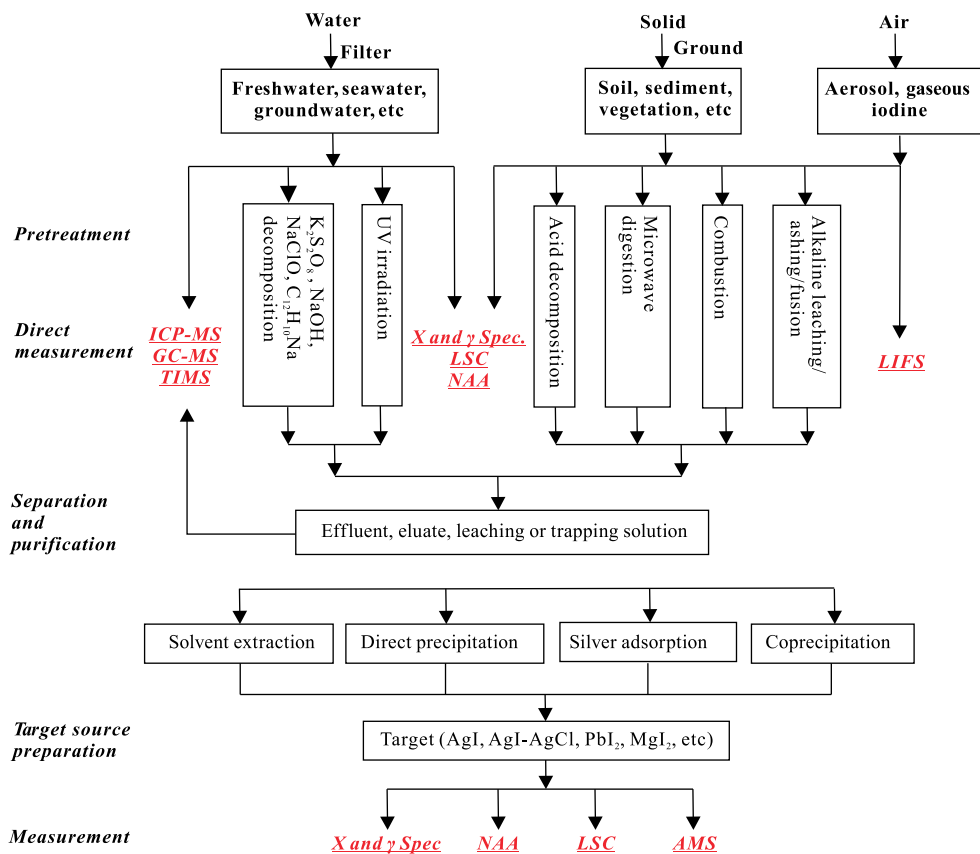 Water
Solid
Air
Filter
Ground
Freshwater, seawater,
groundwater, etc
Soil, sediment,
vegetation, etc
Aerosol, gaseous
iodine
Pretreatment
K₂S₂O₈, NaOH,
NaClO, C₁₂H₁₀Na
decomposition
UV irradiation
Acid decomposition
Microwave
digestion
Combustion
Alkaline leaching/
ashing/fusion
Direct
measurement
ICP-MS
GC-MS
TIMS
X and γ Spec.
LSC
NAA
LIFS
Separation
and
purification
Effluent, eluate, leaching or trapping solution
Solvent extraction
Direct precipitation
Silver adsorption
Coprecipitation
Target source
preparation
Target (AgI, AgI-AgCl, PbI₂, MgI₂, etc)
Measurement
X and γ Spec
NAA
LSC
AMS